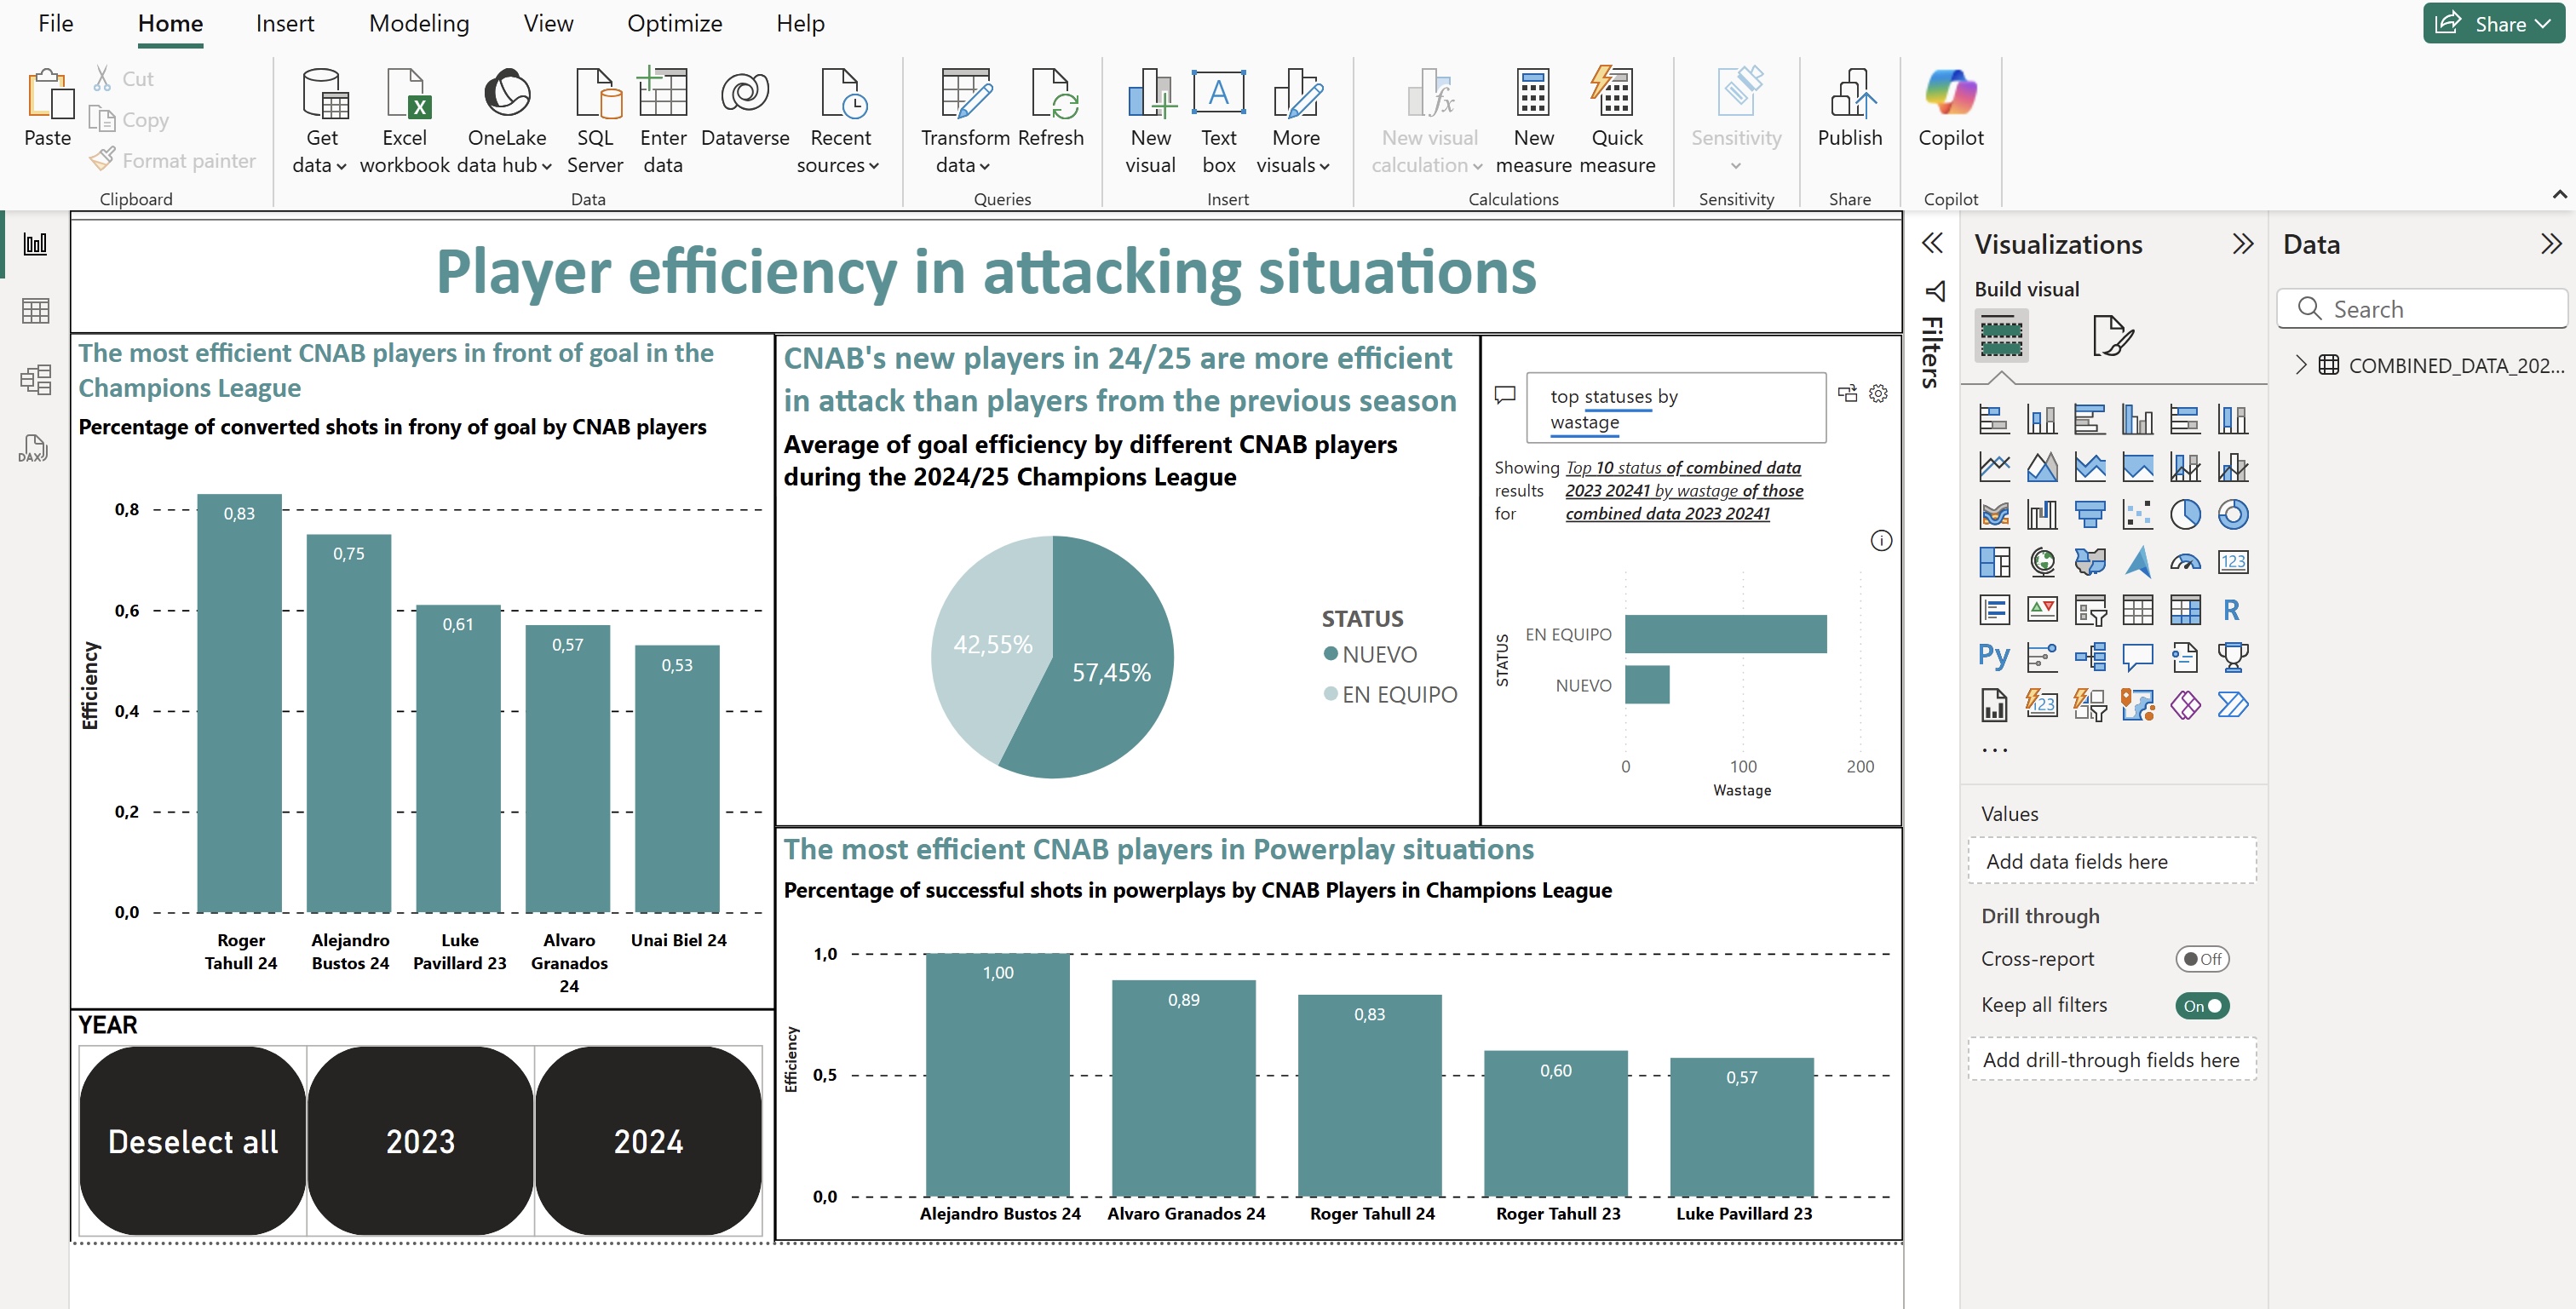 File Home Insert Modeling View Optimize Help
Share
Paste
Cut
Copy
Format painter
Clipboard
Get data
Excel workbook
OneLake data hub
SQL Server
Enter data
Dataverse
Recent sources
Data
Transform data
Refresh
Queries
New visual
A
Text box
More visuals
Insert
New visual calculation
New measure
Quick measure
Calculations
Sensitivity
Sensitivity
Publish
Share
Copilot
Copilot
DAX
Player efficiency in attacking situations
The most efficient CNAB players in front of goal in the
Champions League
Percentage of converted shots in frony of goal by CNAB players
Efficiency
0,8
0,6
0,4
0,2
0,0
0,83
0,75
0,61
0,57
0,53
Roger
Tahull 24
Alejandro
Bustos 24
Luke
Pavillard 23
Alvaro
Granados
24
Unai Biel 24
YEAR
Deselect all
2023
2024
CNAB's new players in 24/25 are more efficient
in attack than players from the previous season
Average of goal efficiency by different CNAB players
during the 2024/25 Champions League
42,55%
57,45%
STATUS
NUEVO
EN EQUIPO
top statuses by
wastage
Showing results for
Top 10 status of combined data
2023 20241 by wastage of those
combined data 2023 20241
STATUS
EN EQUIPO
NUEVO
0 100 200
Wastage
The most efficient CNAB players in Powerplay situations
Percentage of successful shots in powerplays by CNAB Players in Champions League
Efficiency
1,0
0,5
0,0
1,00
0,89
0,83
0,60
0,57
Alejandro Bustos 24
Alvaro Granados 24
Roger Tahull 24
Roger Tahull 23
Luke Pavillard 23
Filters
Visualizations
Build visual
123
R
Py
123
...
Values
Add data fields here
Drill through
Cross-report
Off
Keep all filters
On
Add drill-through fields here
Data
Search
COMBINED_DATA_202...